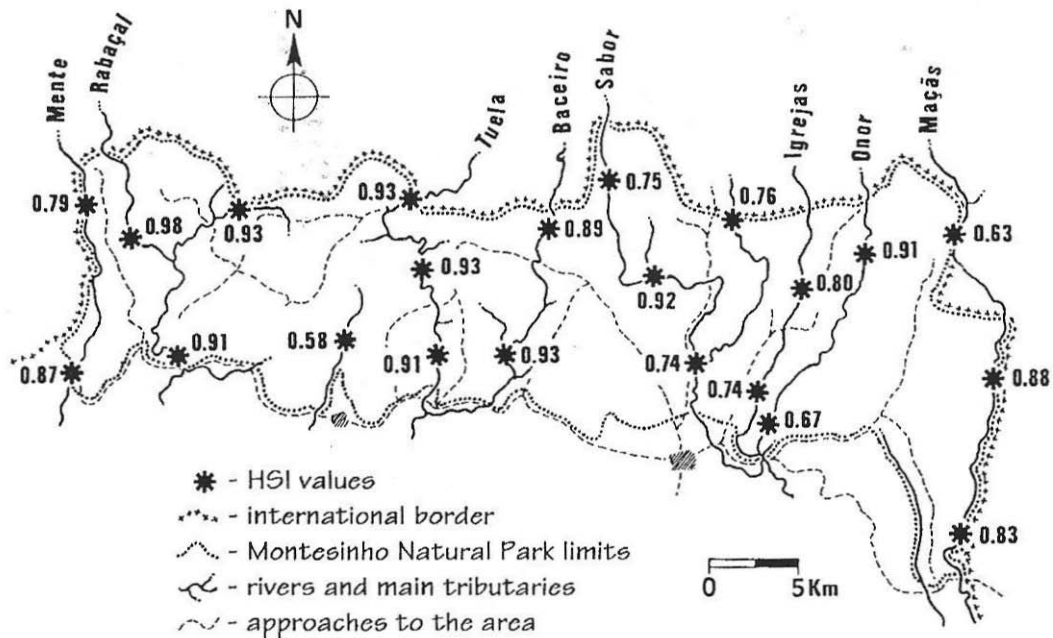 N
Mente
Rabaçal
Tuela
Baceiro
Sabor
Igrejas
Onor
Maçãs
0.79
0.98
0.93
0.93
0.89
0.75
0.76
0.91
0.63
0.93
0.92
0.80
0.87
0.91
0.58
0.91
0.93
0.74
0.74
0.67
0.88
0.83
- HSI values
- international border
- Montesinho Natural Park limits
- rivers and main tributaries
- approaches to the area
0 5Km